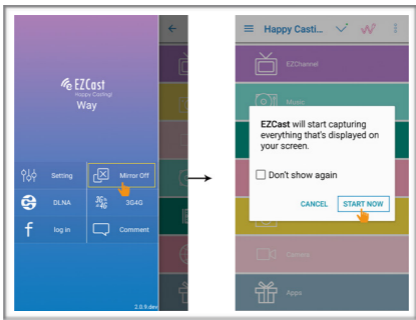 EZCast
Happy Casting!
Way
Setting
Mirror Off
DLNA
3G4G
log in
Comment
2.0.9.dev
Happy Casti...
EZChannel
Music
EZCast will start capturing
everything that's displayed on
your screen.
Don't show again
CANCEL START NOW
Camera
Apps